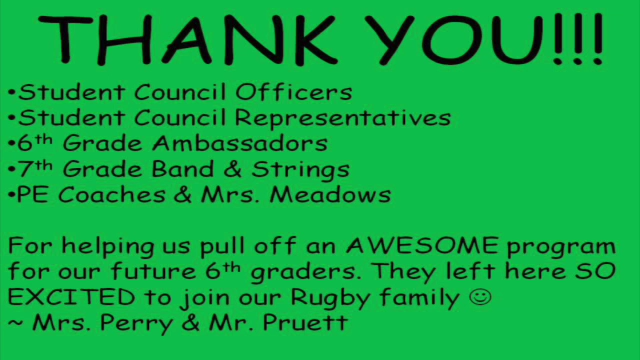 THANK YOU!!!
•Student Council Officers
•Student Council Representatives
•6th Grade Ambassadors
•7th Grade Band & Strings
•PE Coaches & Mrs. Meadows
For helping us pull off an AWESOME program
for our future 6th graders. They left here SO
EXCITED to join our Rugby family ☺
~ Mrs. Perry & Mr. Pruett